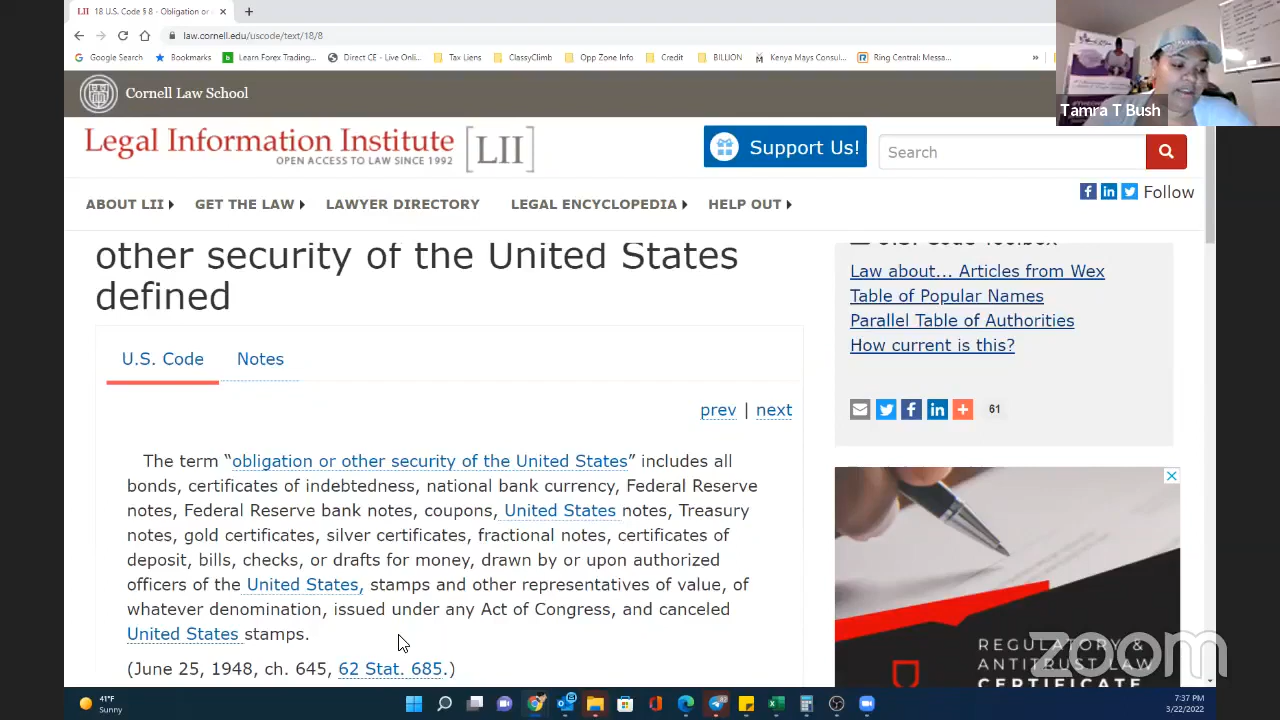 LII 18 U.S. Code § 8 - Obligation or
law.cornell.edu/uscode/text/18/8
Google Search Bookmarks Learn Forex Trading... Direct CE - Live Onli... Tax Liens ClassyClimb Opp Zone Info Credit BILLION Kenya Mays Consul... Ring Central: Messa... »
Tamra T Bush
Cornell Law School
Legal Information Institute [LII]
OPEN ACCESS TO LAW SINCE 1992
Support Us!
Search
ABOUT LII GET THE LAW LAWYER DIRECTORY LEGAL ENCYCLOPEDIA HELP OUT
Follow
other security of the United States
defined
U.S. Code Toolbox
Law about... Articles from Wex
Table of Popular Names
Parallel Table of Authorities
How current is this?
61
U.S. Code Notes
prev | next
The term “obligation or other security of the United States” includes all
bonds, certificates of indebtedness, national bank currency, Federal Reserve
notes, Federal Reserve bank notes, coupons, United States notes, Treasury
notes, gold certificates, silver certificates, fractional notes, certificates of
deposit, bills, checks, or drafts for money, drawn by or upon authorized
officers of the United States, stamps and other representatives of value, of
whatever denomination, issued under any Act of Congress, and canceled
United States stamps.
(June 25, 1948, ch. 645, 62 Stat. 685.)
REGULATORY &
ANTITRUST LAW
CERTIFICATE
zoom
41°F
Sunny
7:37 PM
3/22/2022